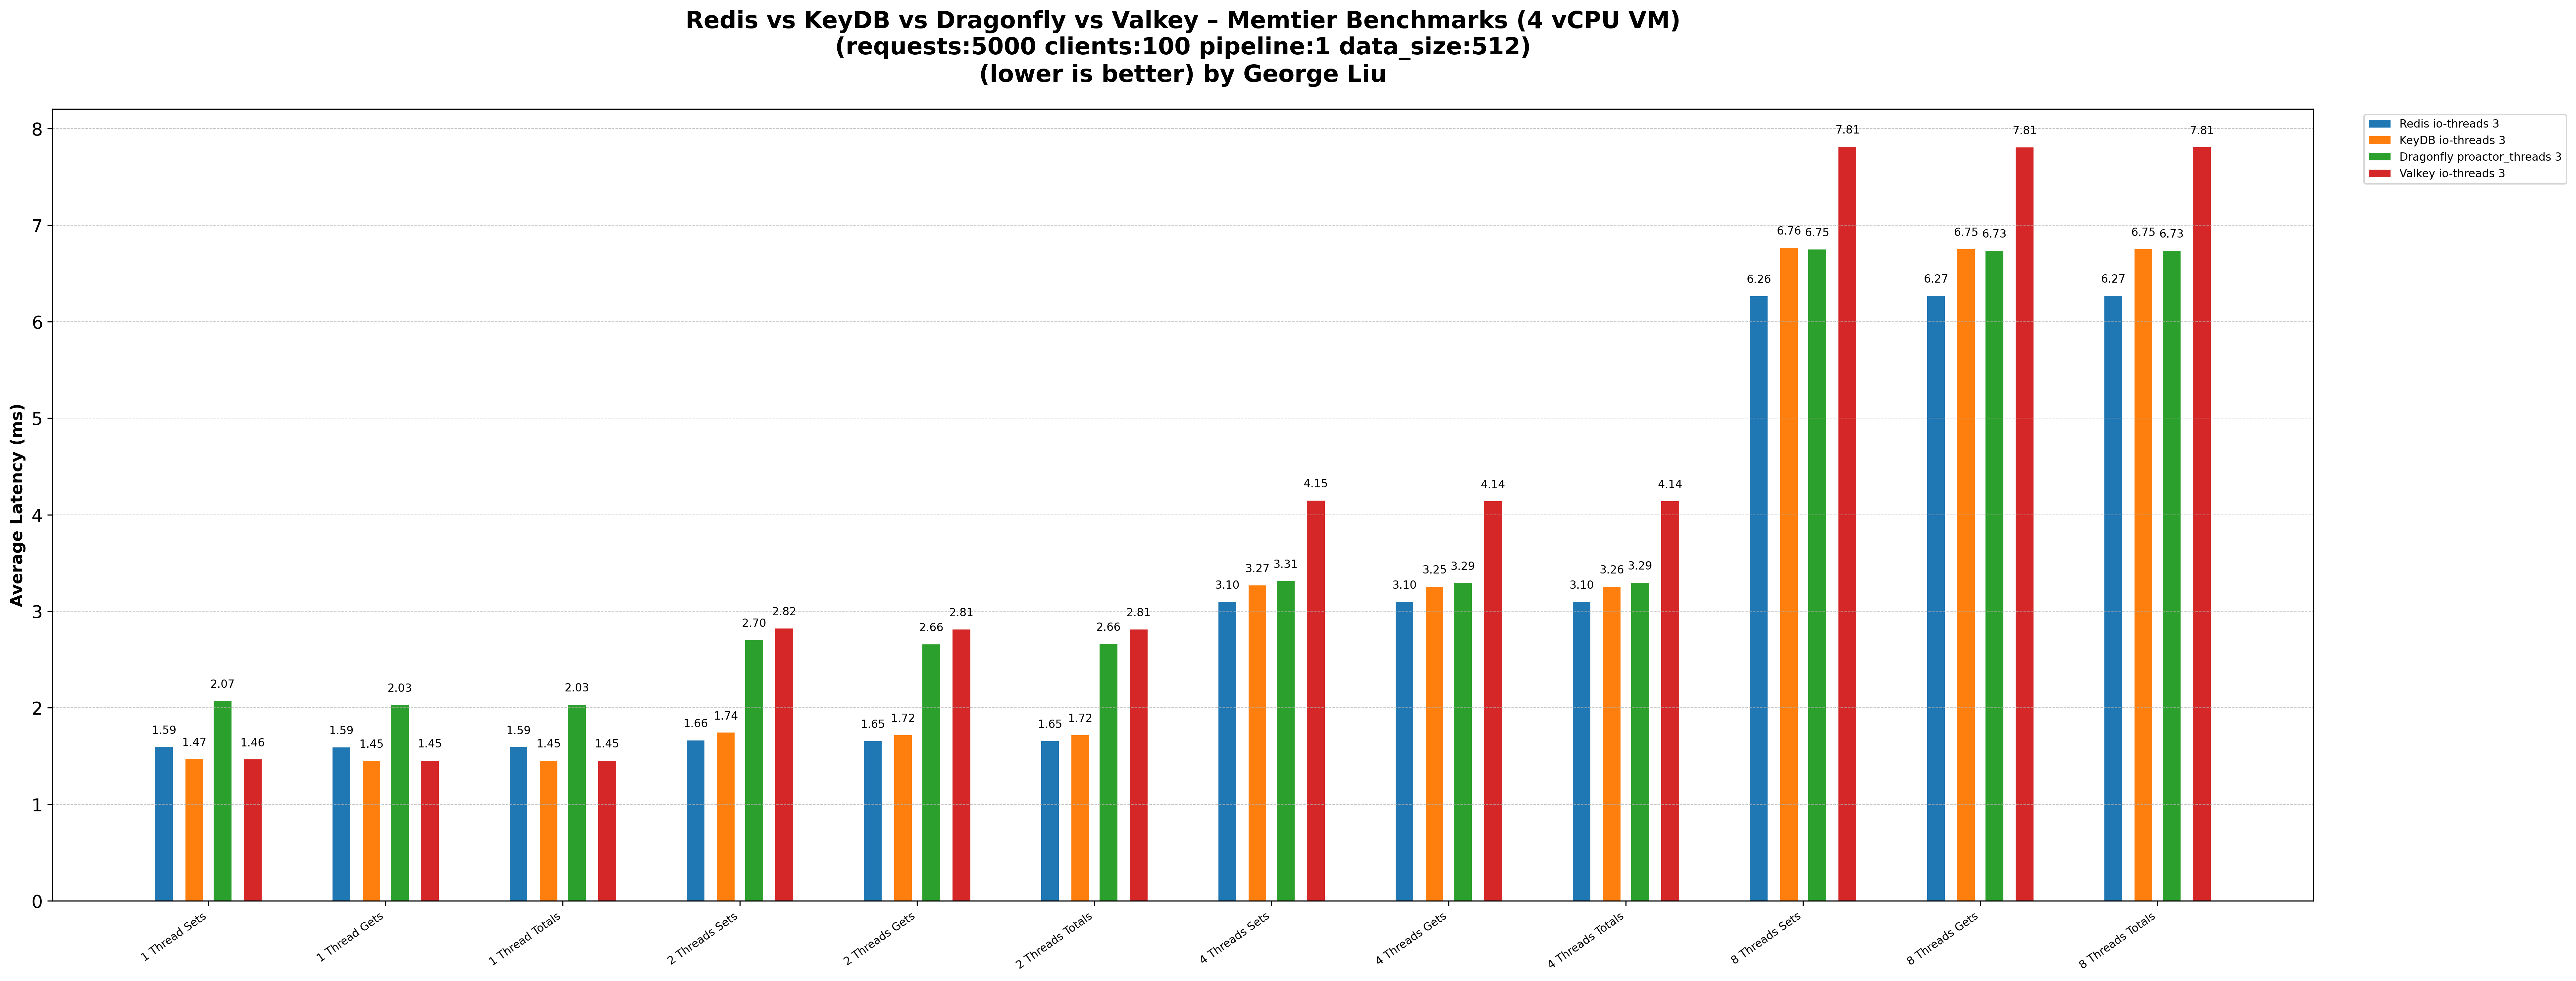 Redis vs KeyDB vs Dragonfly vs Valkey – Memtier Benchmarks (4 vCPU VM)
(requests:5000 clients:100 pipeline:1 data_size:512)
(lower is better) by George Liu
Redis io-threads 3
KeyDB io-threads 3
Dragonfly proactor_threads 3
Valkey io-threads 3
Average Latency (ms)
8
7
6
5
4
3
2
1
0
1.59 1.47 2.07 1.46
1.59 1.45 2.03 1.45
1.59 1.45 2.03 1.45
1.66 1.74 2.70 2.82
1.65 1.72 2.66 2.81
1.65 1.72 2.66 2.81
3.10 3.27 3.31 4.15
3.10 3.25 3.29 4.14
3.10 3.26 3.29 4.14
6.26 6.76 6.75 7.81
6.27 6.75 6.73 7.81
6.27 6.75 6.73 7.81
1 Thread Sets
1 Thread Gets
1 Thread Totals
2 Threads Sets
2 Threads Gets
2 Threads Totals
4 Threads Sets
4 Threads Gets
4 Threads Totals
8 Threads Sets
8 Threads Gets
8 Threads Totals